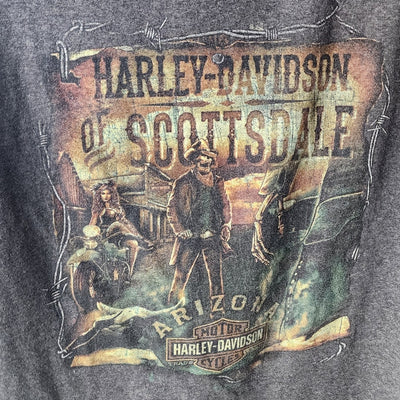 HARLEY-DAVIDSON
OF SCOTTSDALE
ARIZONA
MOTOR
HARLEY-DAVIDSON
CYCLES